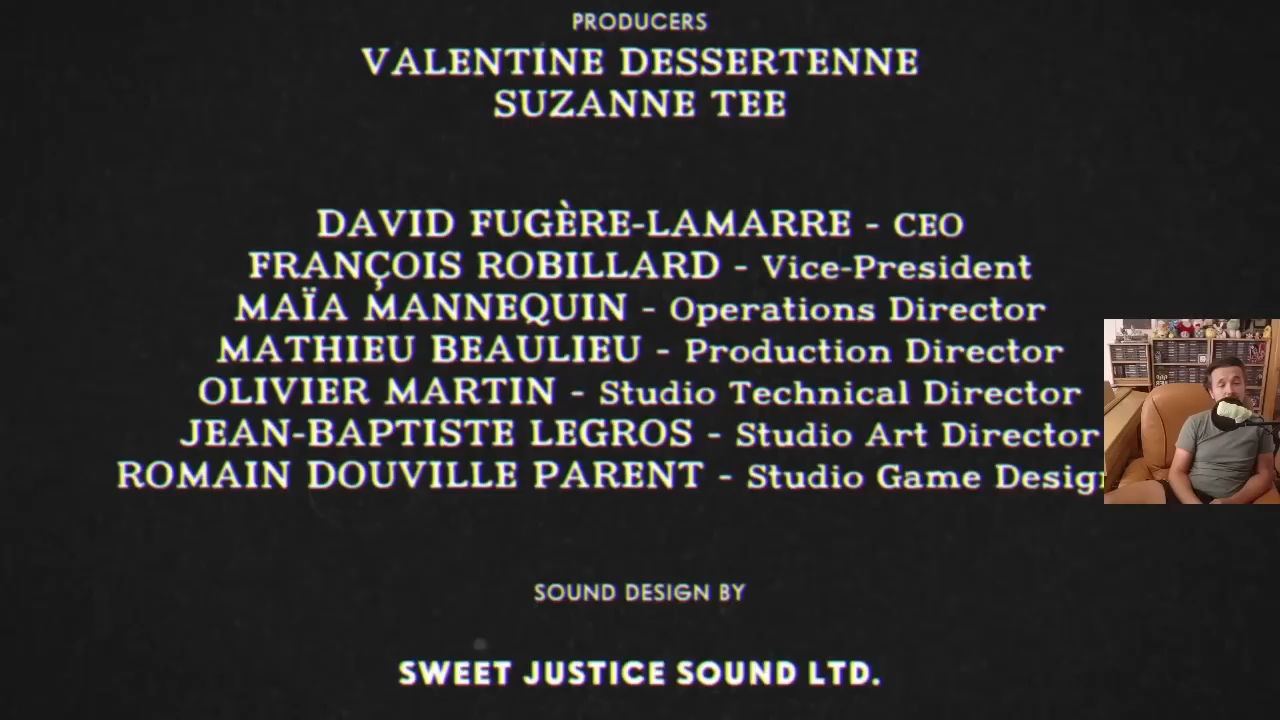 PRODUCERS
VALENTINE DESSERTENNE
SUZANNE TEE
DAVID FUGÈRE-LAMARRE - CEO
FRANÇOIS ROBILLARD - Vice-President
MAÏA MANNEQUIN - Operations Director
MATHIEU BEAULIEU - Production Director
OLIVIER MARTIN - Studio Technical Director
JEAN-BAPTISTE LEGROS - Studio Art Director
ROMAIN DOUVILLE PARENT - Studio Game Design
SOUND DESIGN BY
SWEET JUSTICE SOUND LTD.